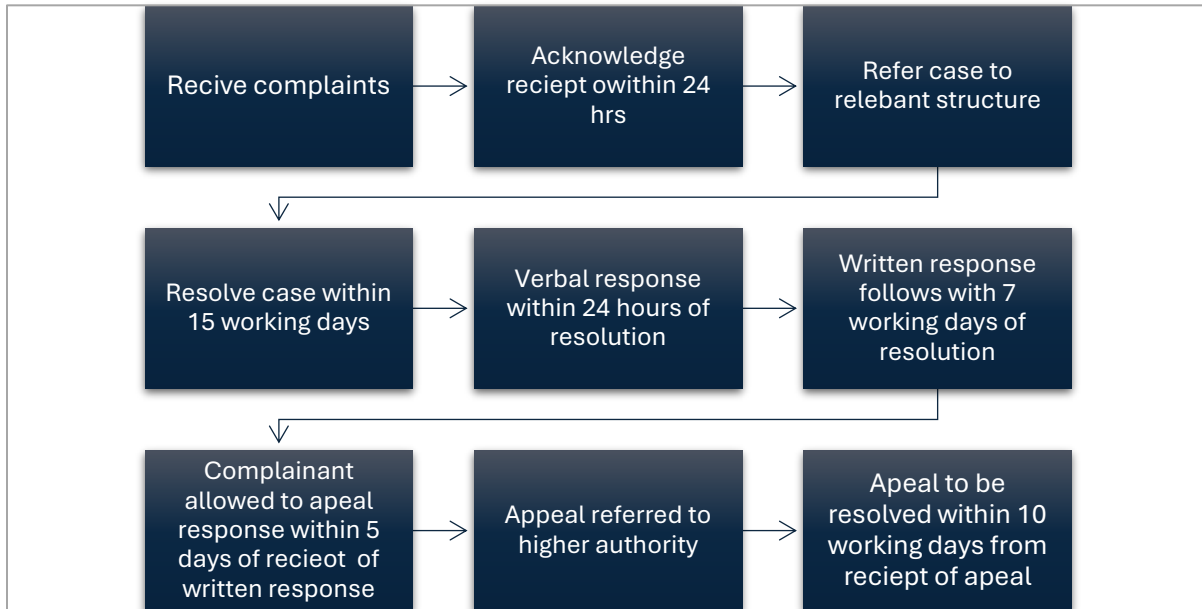 Recive complaints
Acknowledge
reciept owithin 24
hrs
Refer case to
relebant structure
Resolve case within
15 working days
Verbal response
within 24 hours of
resolution
Written response
follows with 7
working days of
resolution
Complainant
allowed to apeal
response within 5
days of recieot of
written response
Appeal referred to
higher authority
Apeal to be
resolved within 10
working days from
reciept of apeal